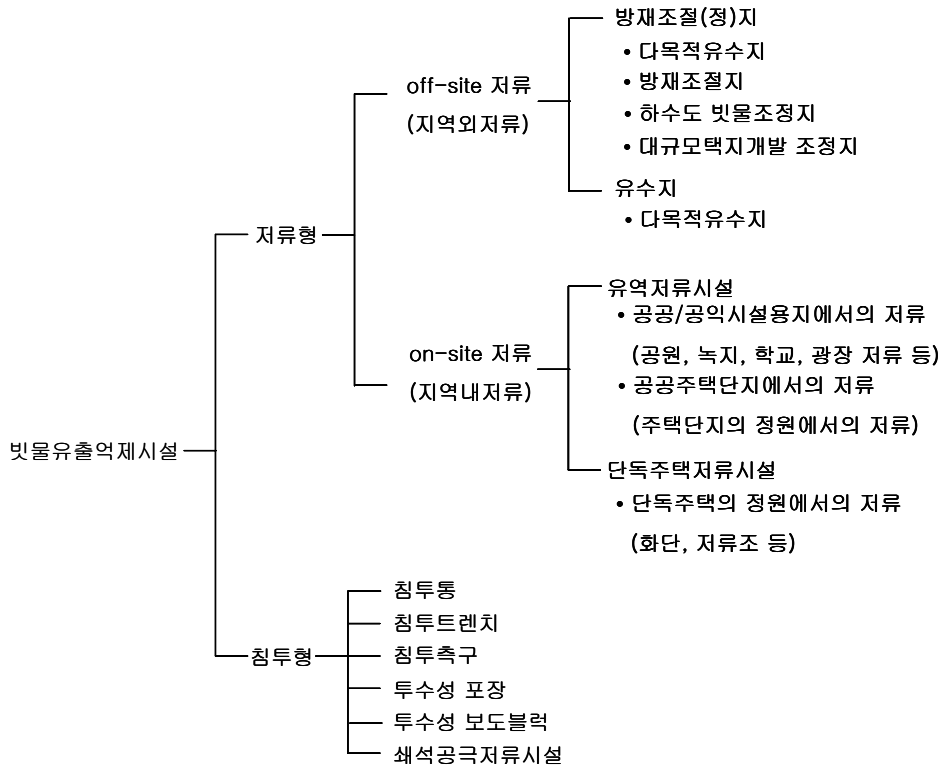 빗물유출억제시설
저류형
off-site 저류
(지역외저류)
방재조절(정)지
• 다목적유수지
• 방재조절지
• 하수도 빗물조정지
• 대규모택지개발 조정지
유수지
• 다목적유수지
on-site 저류
(지역내저류)
유역저류시설
• 공공/공익시설용지에서의 저류
(공원, 녹지, 학교, 광장 저류 등)
• 공공주택단지에서의 저류
(주택단지의 정원에서의 저류)
단독주택저류시설
• 단독주택의 정원에서의 저류
(화단, 저류조 등)
침투형
침투통
침투트렌치
침투측구
투수성 포장
투수성 보도블럭
쇄석공극저류시설